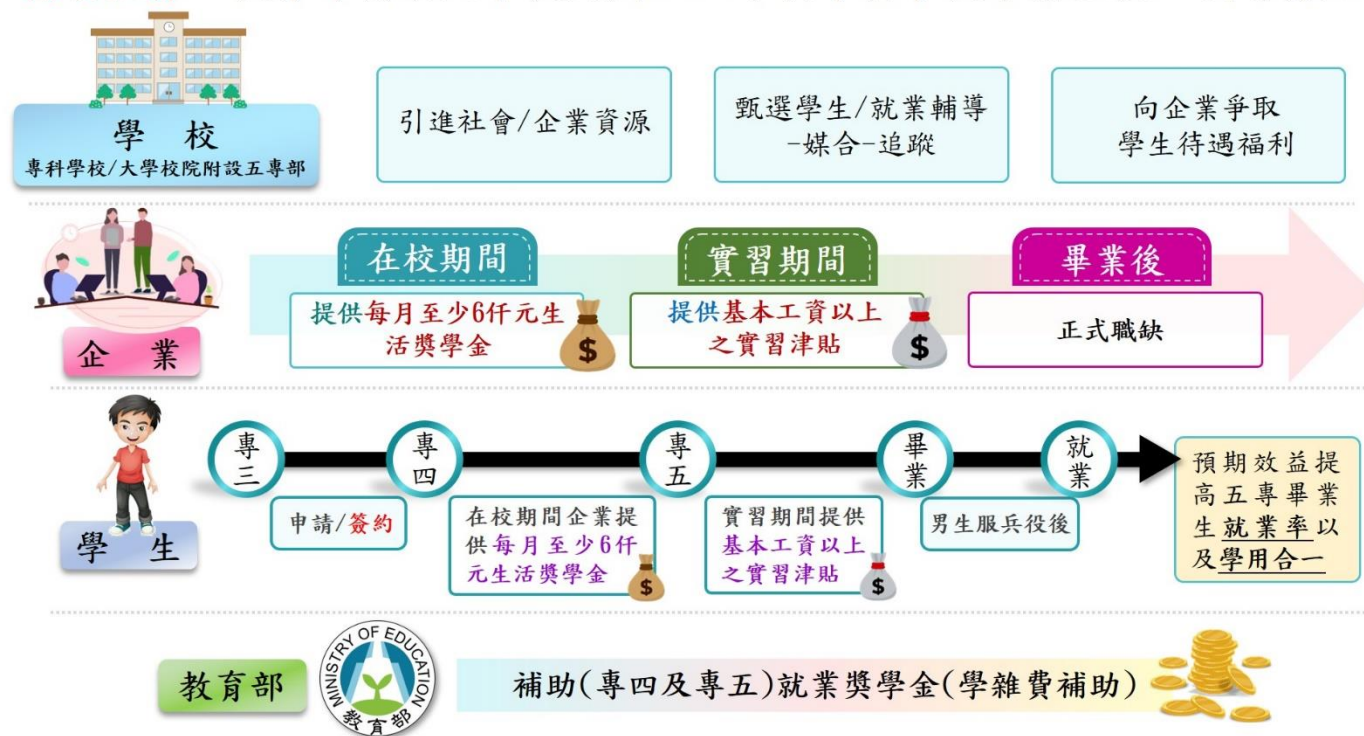 學 校
專科學校/大學校院附設五專部
引進社會/企業資源
甄選學生/就業輔導
-媒合-追蹤
向企業爭取
學生待遇福利
企 業
在校期間
提供每月至少6仟元生
活獎學金
$
實習期間
提供基本工資以上
之實習津貼
$
畢業後
正式職缺
學 生
專三
申請/簽約
專四
在校期間企業提
供每月至少6仟
元生活獎學金
$
專五
實習期間提供
基本工資以上
之實習津貼
$
畢業
男生服兵役後
就業
預期效益提
高五專畢業
生就業率以
及學用合一
教育部
MINISTRY OF EDUCATION
教育部
補助(專四及專五)就業獎學金(學雜費補助)